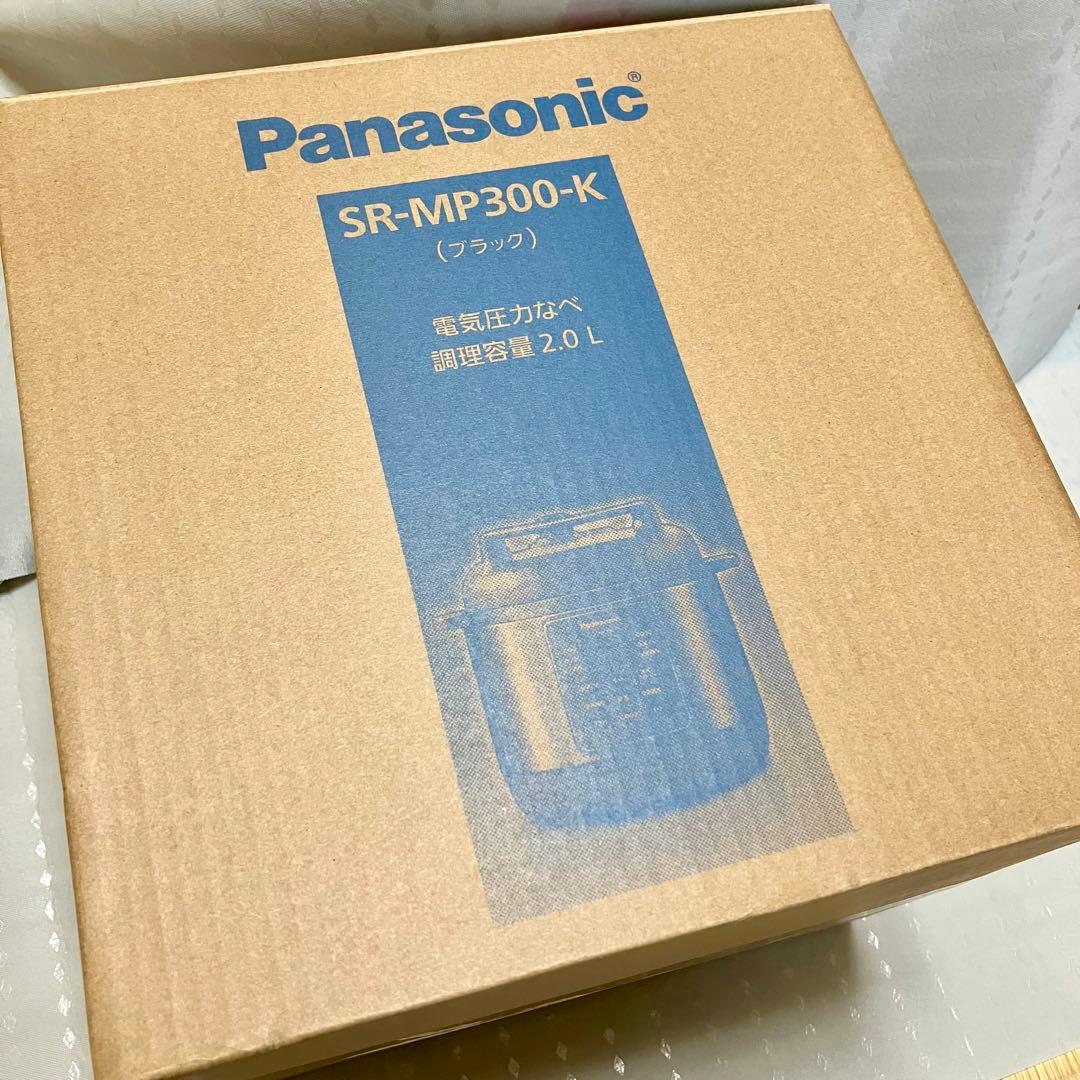 Panasonic®
SR-MP300-K
（ブラック）
電気圧力なべ
調理容量 2.0 L
Panasonic